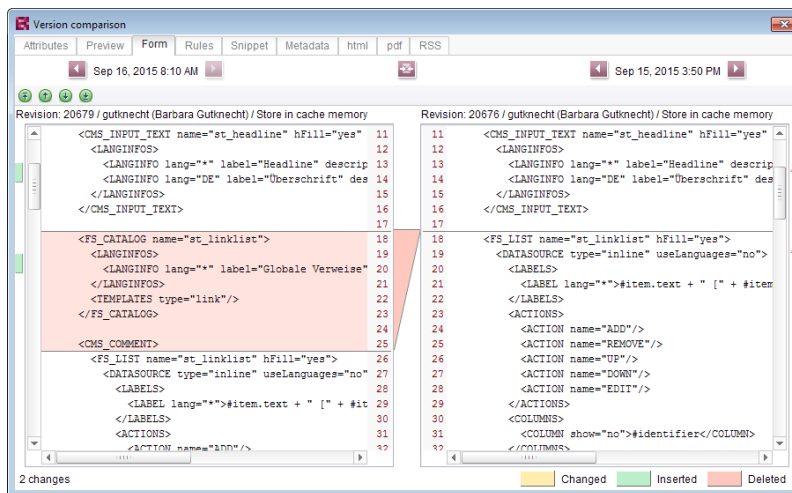 Version comparison
Attributes Preview Form Rules Snippet Metadata html pdf RSS
Sep 16, 2015 8:10 AM
Sep 15, 2015 3:50 PM
Revision: 20679 / gutknecht (Barbara Gutknecht) / Store in cache memory
<CMS_INPUT_TEXT name="st_headline" hFill="yes" 11
<LANGINFOS> 12
<LANGINFO lang="*" label="Headline" descrip 13
<LANGINFO lang="DE" label="Überschrift" des 14
</LANGINFOS> 15
</CMS_INPUT_TEXT> 16
17
<FS_CATALOG name="st_linklist"> 18
<LANGINFOS> 19
<LANGINFO lang="*" label="Globale Verweise" 20
</LANGINFOS> 21
<TEMPLATES type="link"/> 22
</FS_CATALOG> 23
24
<CMS_COMMENT> 25
<FS_LIST name="st_linklist" hFill="yes"> 26
<DATASOURCE type="inline" useLanguages="no" 27
<LABELS> 28
<LABEL lang="*">#item.text + " [" + #it 29
</LABELS> 30
<ACTIONS> 31
<ACTION name="ADD"/> 32
Revision: 20676 / gutknecht (Barbara Gutknecht) / Store in cache memory
11 <CMS_INPUT_TEXT name="st_headline" hFill="yes"
12 <LANGINFOS>
13 <LANGINFO lang="*" label="Headline" descrip
14 <LANGINFO lang="DE" label="Überschrift" des
15 </LANGINFOS>
16 </CMS_INPUT_TEXT>
17
18 <FS_LIST name="st_linklist" hFill="yes">
19 <DATASOURCE type="inline" useLanguages="no">
20 <LABELS>
21 <LABEL lang="*">#item.text + " [" + #item
22 </LABELS>
23 <ACTIONS>
24 <ACTION name="ADD"/>
25 <ACTION name="REMOVE"/>
26 <ACTION name="UP"/>
27 <ACTION name="DOWN"/>
28 <ACTION name="EDIT"/>
29 </ACTIONS>
30 <COLUMNS>
31 <COLUMN show="no">#identifier</COLUMN>
32 </COLUMNS>
2 changes
Changed Inserted Deleted